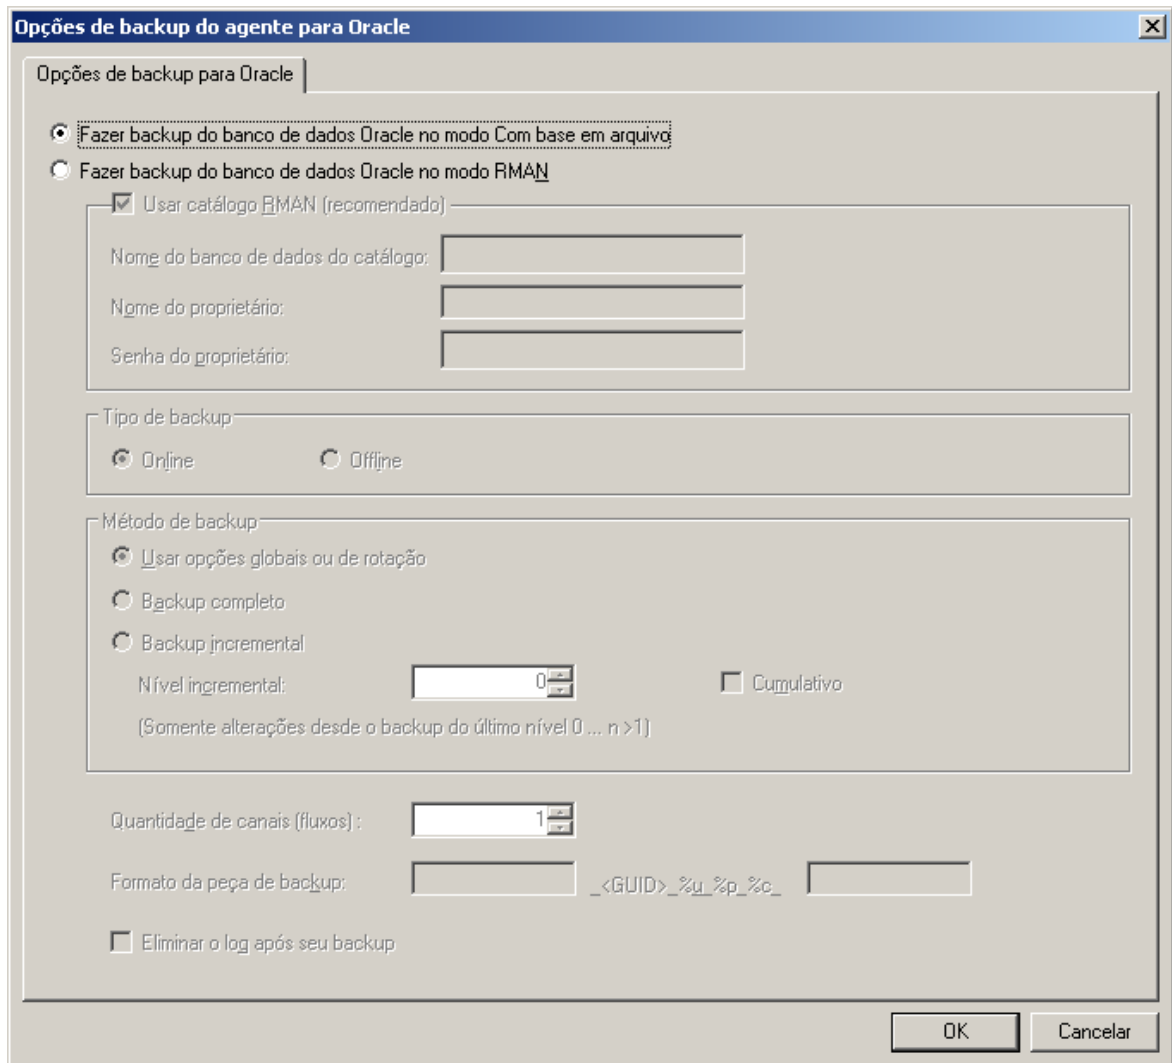 Opções de backup do agente para Oracle
Opções de backup para Oracle
Fazer backup do banco de dados Oracle no modo Com base em arquivo
Fazer backup do banco de dados Oracle no modo RMAN
Usar catálogo RMAN (recomendado)
Nome do banco de dados do catálogo:
Nome do proprietário:
Senha do proprietário:
Tipo de backup
Online Offline
Método de backup
Usar opções globais ou de rotação
Backup completo
Backup incremental
Nível incremental: 0 Cumulativo
(Somente alterações desde o backup do último nível 0 ... n >1)
Quantidade de canais (fluxos) : 1
Formato da peça de backup: _<GUID>_%u_%p_%c_
Eliminar o log após seu backup
OK Cancelar